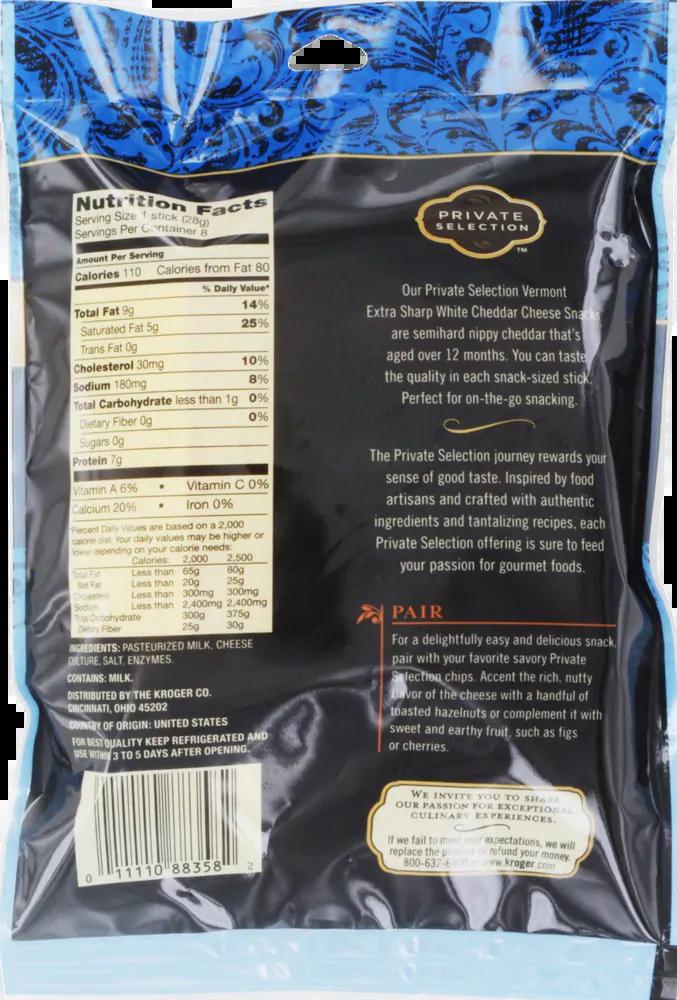 Nutrition Facts
Serving Size 1 stick (28g)
Servings Per Container 8
Amount Per Serving
Calories 110 Calories from Fat 80
% Daily Value*
Total Fat 9g 14%
Saturated Fat 5g 25%
Trans Fat 0g
Cholesterol 30mg 10%
Sodium 180mg 8%
Total Carbohydrate less than 1g 0%
Dietary Fiber 0g 0%
Sugars 0g
Protein 7g
Vitamin A 6% • Vitamin C 0%
Calcium 20% • Iron 0%
*Percent Daily Values are based on a 2,000
calorie diet. Your daily values may be higher or
lower depending on your calorie needs:
Calories: 2,000 2,500
Total Fat Less than 65g 80g
Sat Fat Less than 20g 25g
Cholesterol Less than 300mg 300mg
Sodium Less than 2,400mg 2,400mg
Total Carbohydrate 300g 375g
Dietary Fiber 25g 30g
INGREDIENTS: PASTEURIZED MILK, CHEESE
CULTURE, SALT, ENZYMES.
CONTAINS: MILK.
DISTRIBUTED BY THE KROGER CO.
CINCINNATI, OHIO 45202
COUNTRY OF ORIGIN: UNITED STATES
FOR BEST QUALITY KEEP REFRIGERATED AND
USE WITHIN 3 TO 5 DAYS AFTER OPENING.
0 11110 88358 2
PRIVATE
SELECTION
TM
Our Private Selection Vermont
Extra Sharp White Cheddar Cheese Snacks
are semihard nippy cheddar that's
aged over 12 months. You can taste
the quality in each snack-sized stick.
Perfect for on-the-go snacking.
The Private Selection journey rewards your
sense of good taste. Inspired by food
artisans and crafted with authentic
ingredients and tantalizing recipes, each
Private Selection offering is sure to feed
your passion for gourmet foods.
PAIR
For a delightfully easy and delicious snack,
pair with your favorite savory Private
Selection chips. Accent the rich, nutty
flavor of the cheese with a handful of
toasted hazelnuts or complement it with
sweet and earthy fruit, such as figs
or cherries.
WE INVITE YOU TO SHARE
OUR PASSION FOR EXCEPTIONAL
CULINARY EXPERIENCES.
If we fail to meet your expectations, we will
replace the product or refund your money.
or www.kroger.com